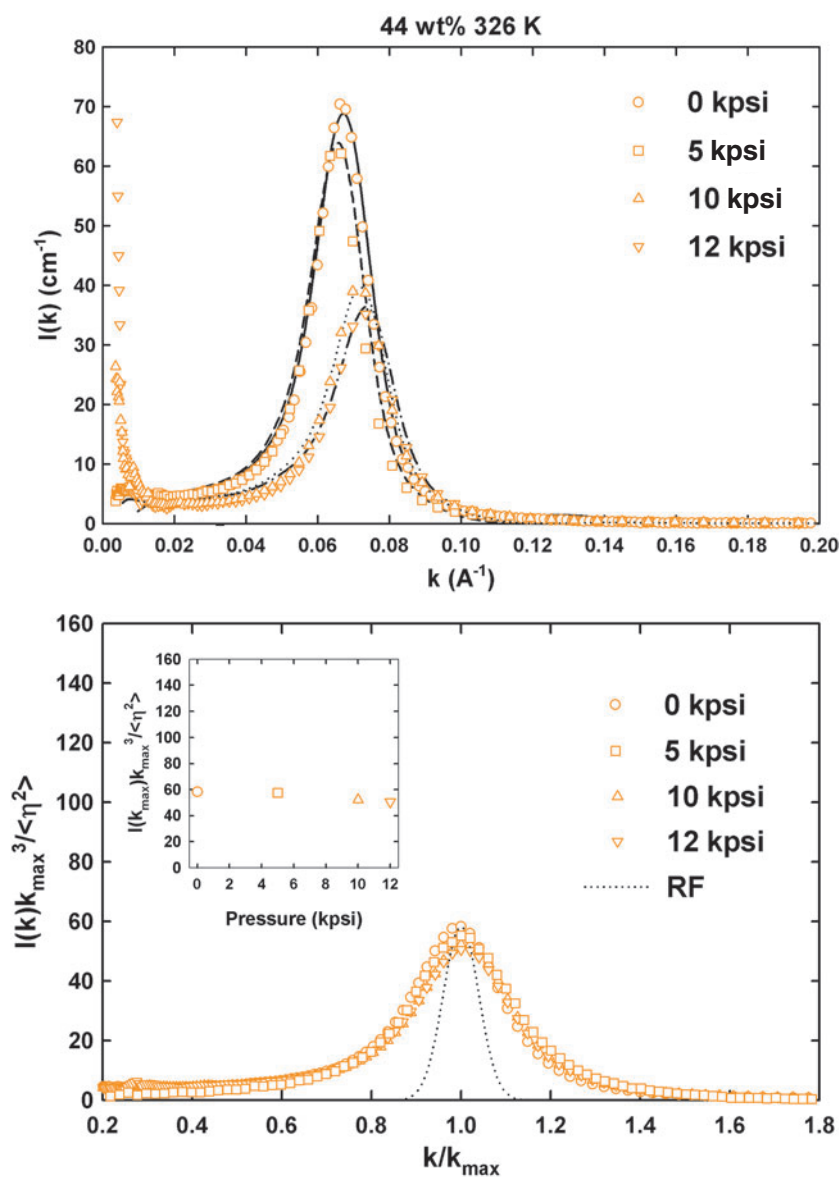 44 wt% 326 K
80
70
60
50
40
30
20
10
0
I(k) (cm⁻¹)
0 kpsi
5 kpsi
10 kpsi
12 kpsi
0.00 0.02 0.04 0.06 0.08 0.10 0.12 0.14 0.16 0.18 0.20
k (A⁻¹)
160
140
120
100
80
60
40
20
0
I(k)k_max³/<η²>
160
140
120
100
80
60
40
20
0
I(k_max)k_max³/<η²>
0 2 4 6 8 10 12
Pressure (kpsi)
0 kpsi
5 kpsi
10 kpsi
12 kpsi
RF
0.2 0.4 0.6 0.8 1.0 1.2 1.4 1.6 1.8
k/k_max